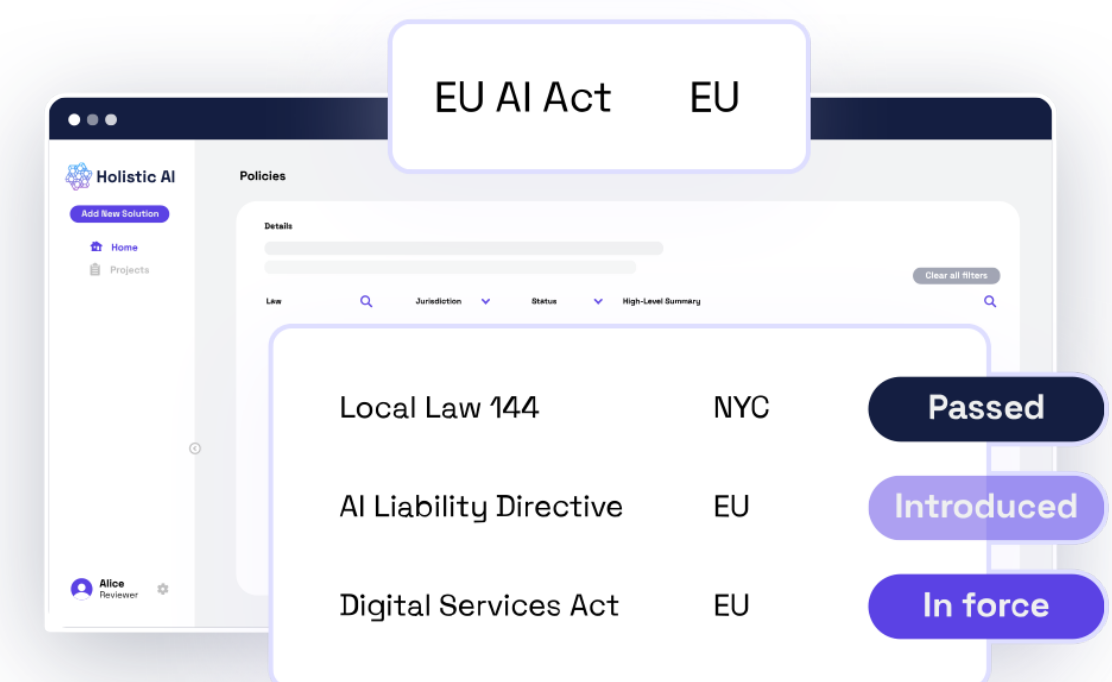 EU AI Act EU
Holistic AI
Add New Solution
Home
Projects
Alice
Reviewer
Policies
Details
Clear all filters
Law Jurisdiction Status High-Level Summary
Local Law 144 NYC Passed
AI Liability Directive EU Introduced
Digital Services Act EU In force